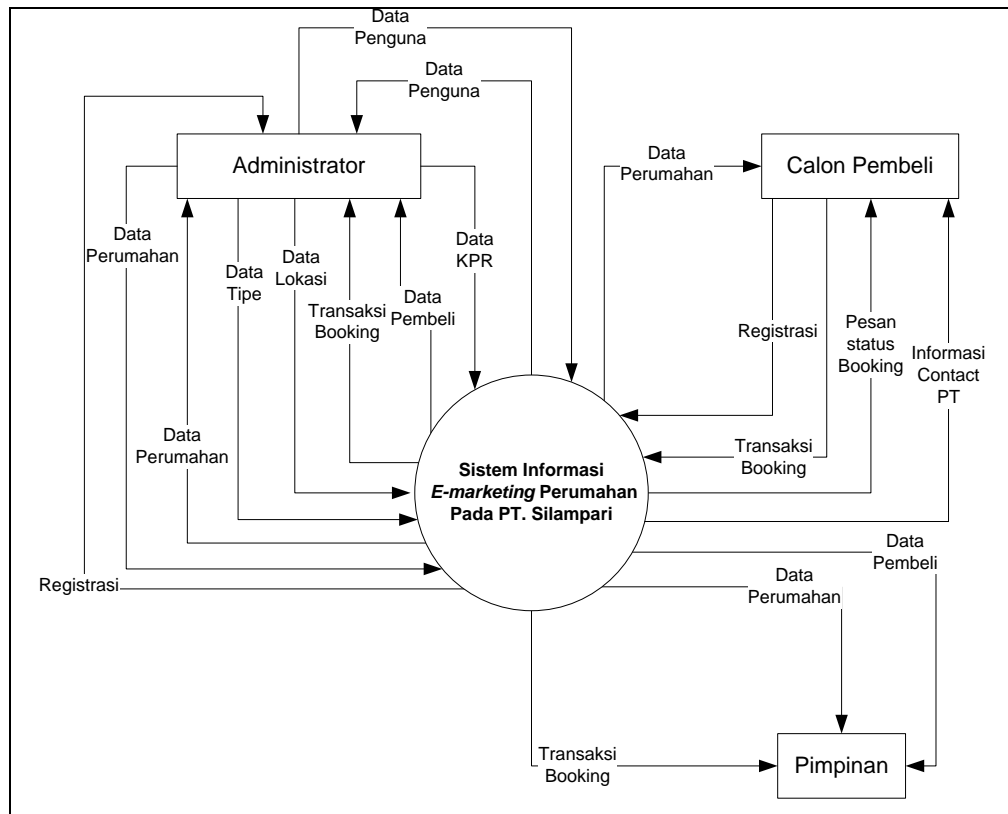 Data
Penguna
Data
Penguna
Administrator
Calon Pembeli
Data
Perumahan
Data
Perumahan
Data
Tipe
Data
Lokasi
Transaksi
Booking
Data
Pembeli
Data
KPR
Registrasi
Pesan
status
Booking
Informasi
Contact
PT
Data
Perumahan
Transaksi
Booking
Sistem Informasi
E-marketing Perumahan
Pada PT. Silampari
Registrasi
Data
Perumahan
Data
Pembeli
Transaksi
Booking
Pimpinan